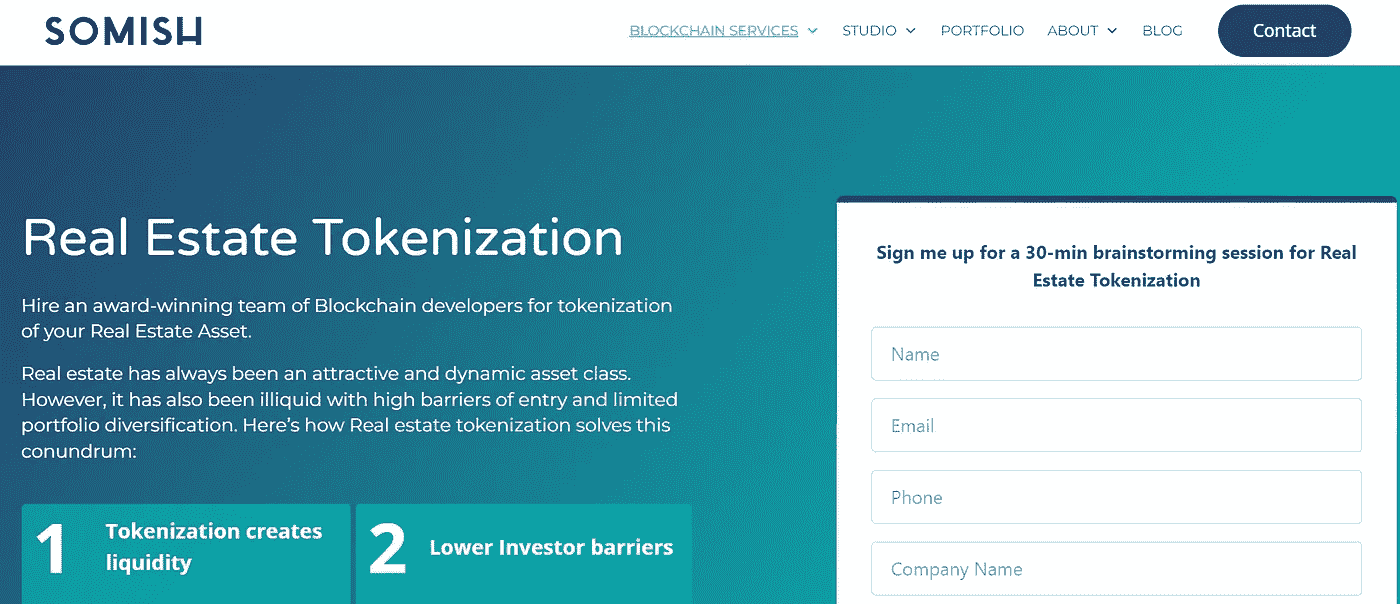 SOMISH
BLOCKCHAIN SERVICES
STUDIO
PORTFOLIO
ABOUT
BLOG
Contact
Real Estate Tokenization
Hire an award-winning team of Blockchain developers for tokenization
of your Real Estate Asset.
Real estate has always been an attractive and dynamic asset class.
However, it has also been illiquid with high barriers of entry and limited
portfolio diversification. Here's how Real estate tokenization solves this
conundrum:
1
Tokenization creates
liquidity
2
Lower Investor barriers
Sign me up for a 30-min brainstorming session for Real
Estate Tokenization
Name
Email
Phone
Company Name